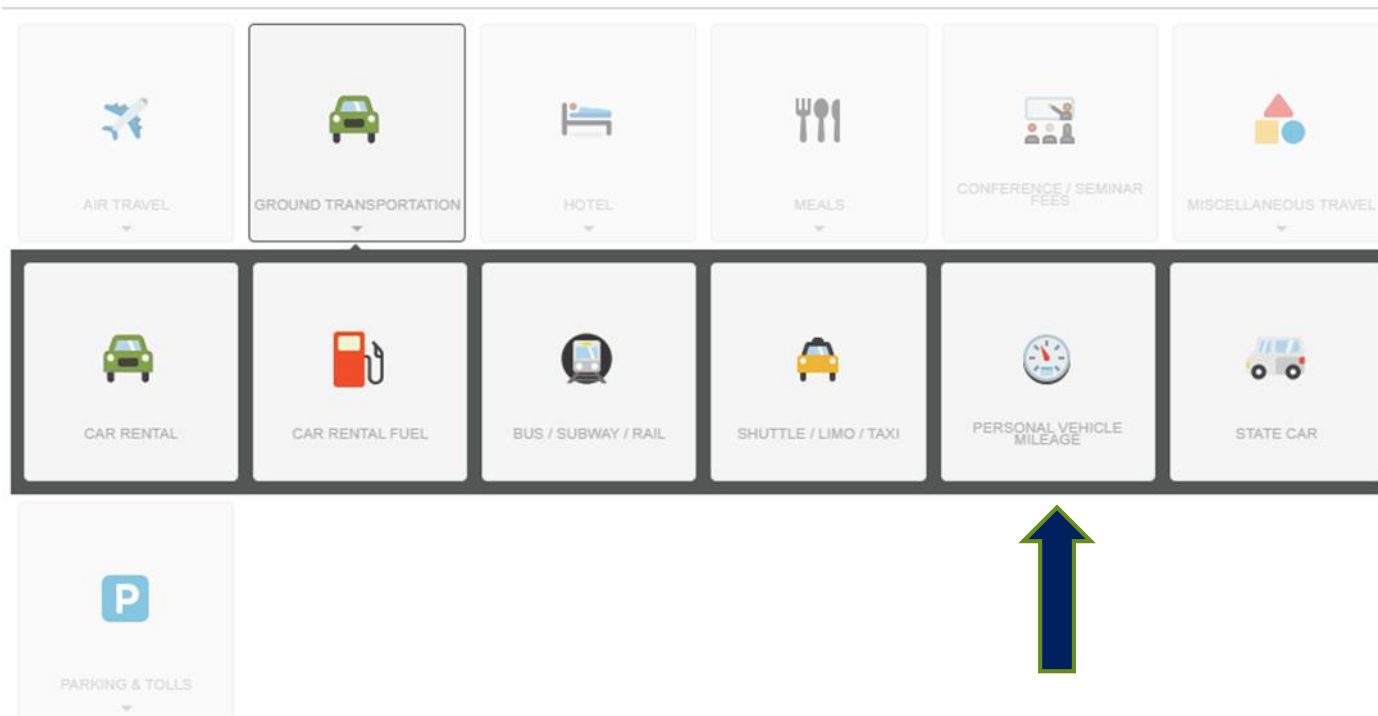 AIR TRAVEL
GROUND TRANSPORTATION
HOTEL
MEALS
CONFERENCE / SEMINAR
FEES
MISCELLANEOUS TRAVEL
CAR RENTAL
CAR RENTAL FUEL
BUS / SUBWAY / RAIL
SHUTTLE / LIMO / TAXI
PERSONAL VEHICLE
MILEAGE
STATE CAR
P
PARKING & TOLLS